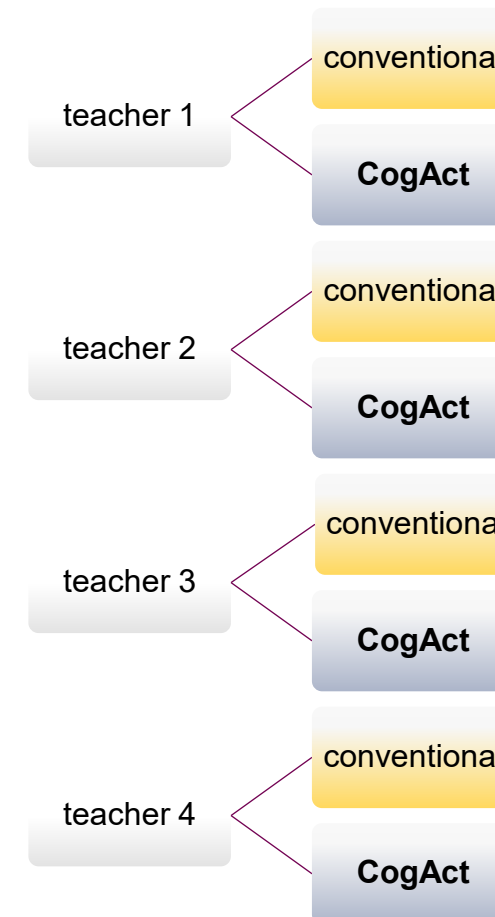 conventiona
teacher 1
CogAct
conventiona
teacher 2
CogAct
conventiona
teacher 3
CogAct
conventiona
teacher 4
CogAct